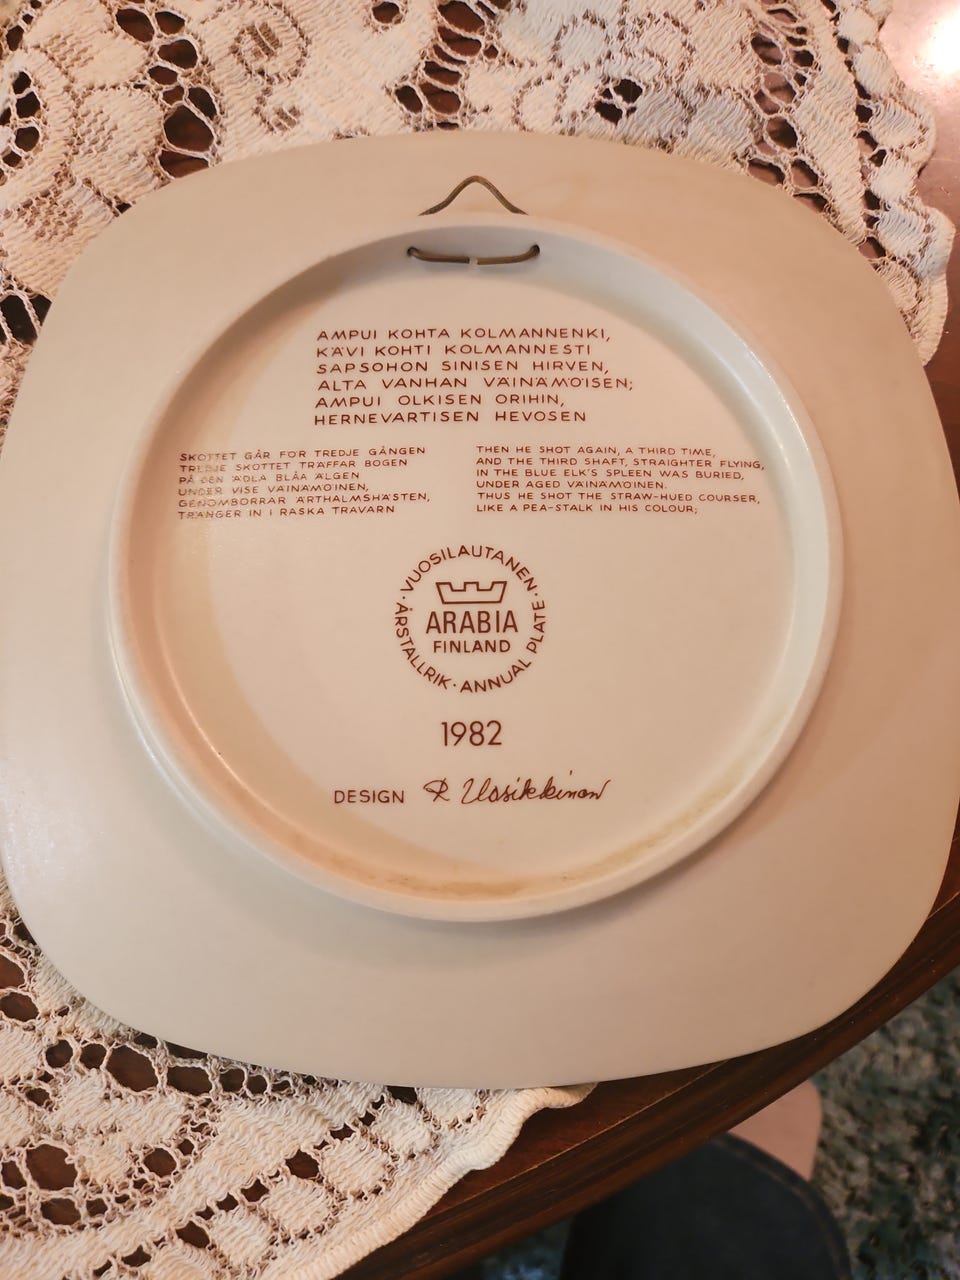 AMPUI KOHTA KOLMANNENKI,
KÄVI KOHTI KOLMANNESTI
SAPSOHON SINISEN HIRVEN,
ALTA VANHAN VÄINÄMÖISEN;
AMPUI OLKISEN ORIHIN,
HERNEVARTISEN HEVOSEN
SKOTTET GÅR FÖR TREDJE GÅNGEN
TREDJE SKOTTET TRÄFFAR BOGEN
PÅ DEN ÄDLA BLÅA ÄLGEN
UNDER VISE VÄINÄMÖINEN,
GENOMBORRAR ÄRTHALMSHÄSTEN,
TRÄNGER IN I RASKA TRAVARN
THEN HE SHOT AGAIN, A THIRD TIME,
AND THE THIRD SHAFT, STRAIGHTER FLYING,
IN THE BLUE ELK'S SPLEEN WAS BURIED,
UNDER AGED VÄINÄMÖINEN.
THUS HE SHOT THE STRAW-HUED COURSER,
LIKE A PEA-STALK IN HIS COLOUR;
· VUOSILAUTANEN · ANNUAL PLATE · ÅRSTALLRIK
ARABIA
FINLAND
1982
DESIGN R Uosikkinen